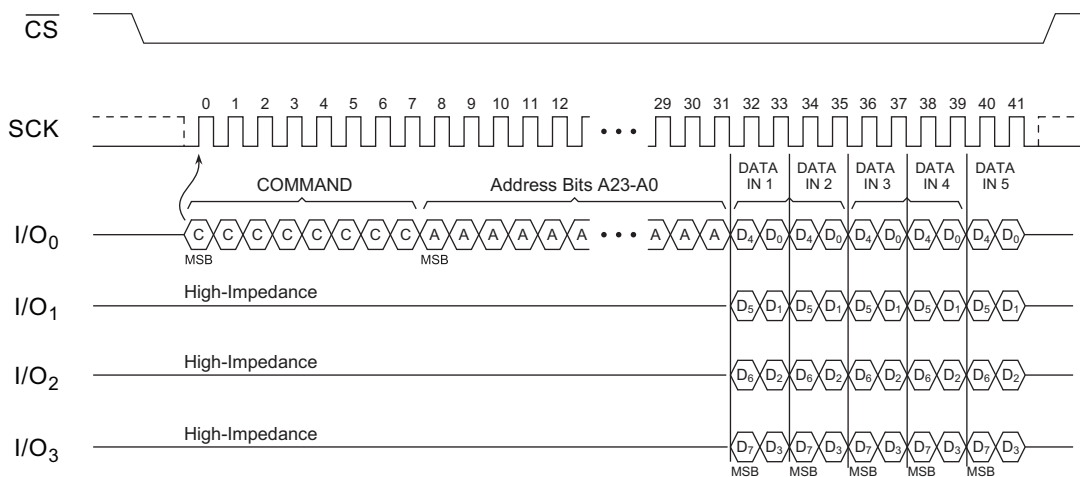 CS
0 1 2 3 4 5 6 7 8 9 10 11 12 29 30 31 32 33 34 35 36 37 38 39 40 41
SCK • • •
DATA IN 1 DATA IN 2 DATA IN 3 DATA IN 4 DATA IN 5
COMMAND Address Bits A23-A0
I/O0 C C C C C C C C A A A A A A • • • A A A D4 D0 D4 D0 D4 D0 D4 D0 D4 D0
MSB MSB
High-Impedance
I/O1 D5 D1 D5 D1 D5 D1 D5 D1 D5 D1
High-Impedance
I/O2 D6 D2 D6 D2 D6 D2 D6 D2 D6 D2
High-Impedance
I/O3 D7 D3 D7 D3 D7 D3 D7 D3 D7 D3
MSB MSB MSB MSB MSB